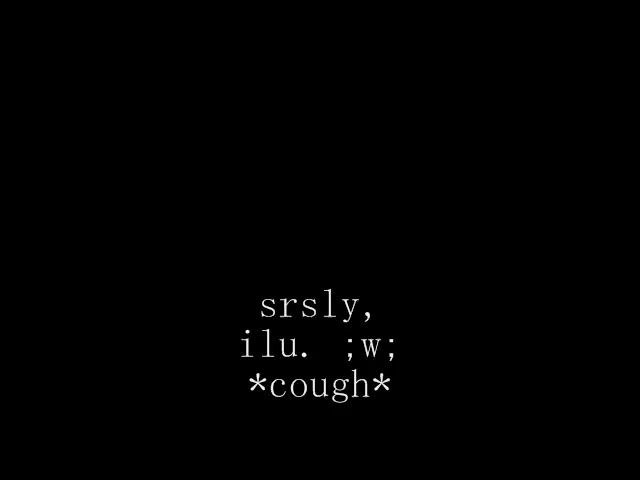 srsly,
ilu. ;w;
*cough*